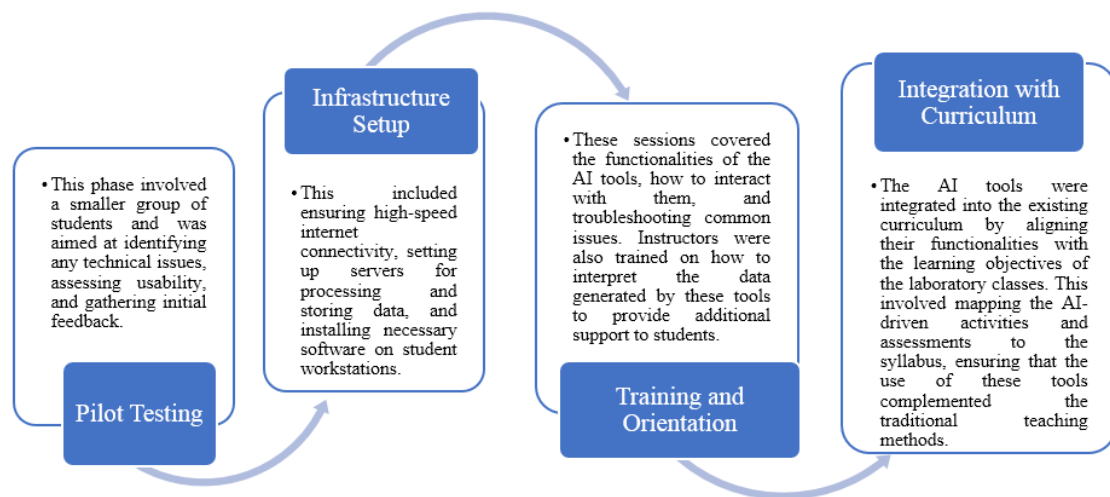 •This phase involved
a smaller group of
students and was
aimed at identifying
any technical issues,
assessing usability,
and gathering initial
feedback.
Pilot Testing
Infrastructure
Setup
•This included
ensuring high-speed
internet
connectivity, setting
up servers for
processing and
storing data, and
installing necessary
software on student
workstations.
•These sessions covered
the functionalities of the
AI tools, how to interact
with them, and
troubleshooting common
issues. Instructors were
also trained on how to
interpret the data
generated by these tools
to provide additional
support to students.
Training and
Orientation
Integration with
Curriculum
•The AI tools were
integrated into the existing
curriculum by aligning
their functionalities with
the learning objectives of
the laboratory classes. This
involved mapping the AI-
driven activities and
assessments to the
syllabus, ensuring that the
use of these tools
complemented the
traditional teaching
methods.